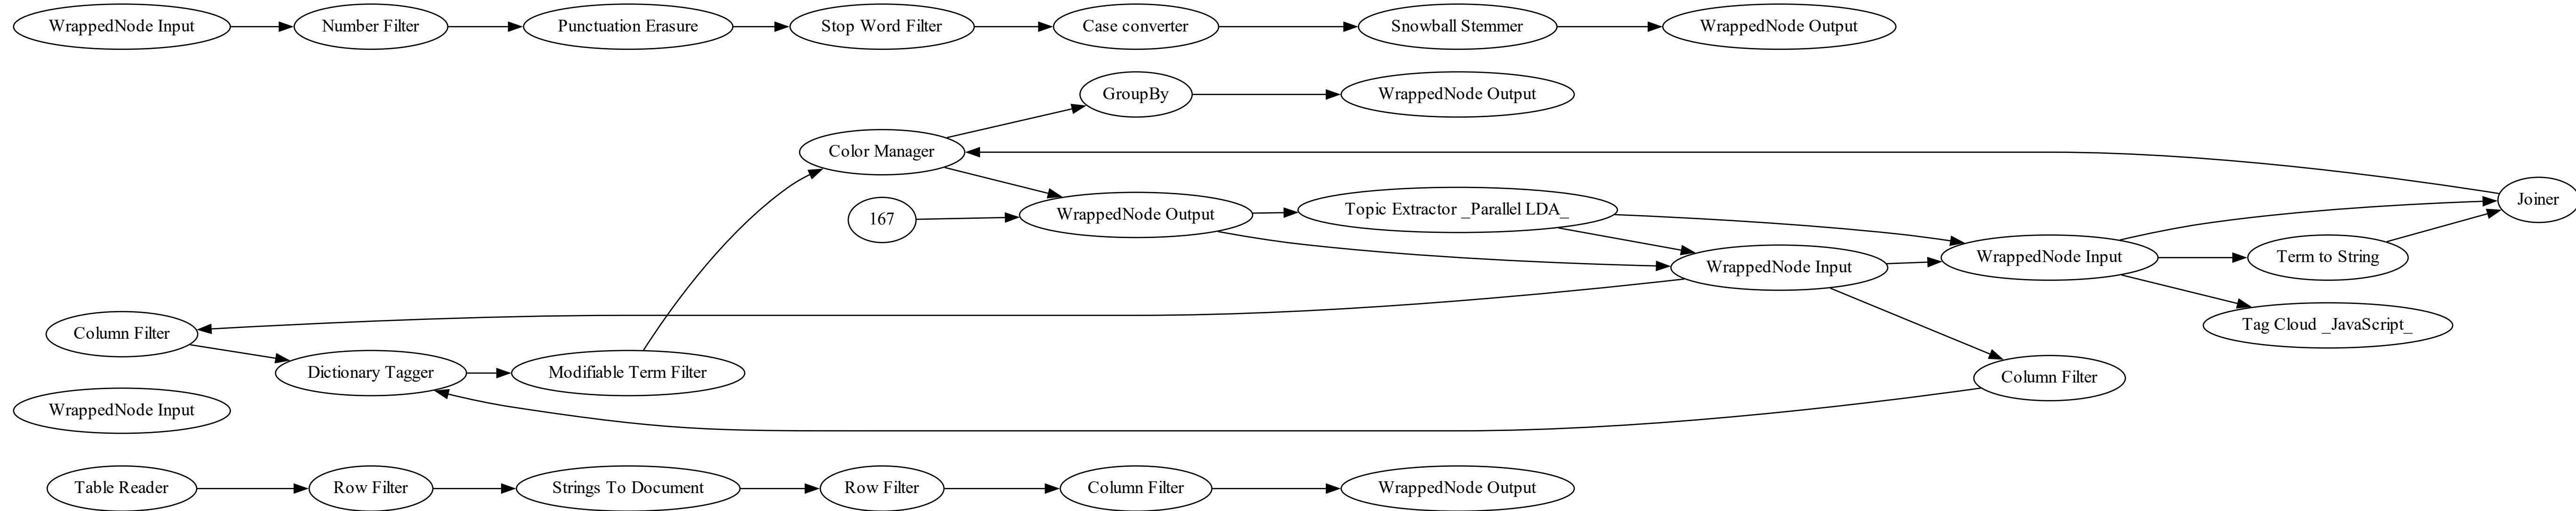 WrappedNode Input
Number Filter
Punctuation Erasure
Stop Word Filter
Case converter
Snowball Stemmer
WrappedNode Output
GroupBy
WrappedNode Output
Color Manager
167
WrappedNode Output
Topic Extractor _Parallel LDA_
WrappedNode Input
WrappedNode Input
Term to String
Joiner
Tag Cloud _JavaScript_
Column Filter
Dictionary Tagger
Modifiable Term Filter
Column Filter
WrappedNode Input
Table Reader
Row Filter
Strings To Document
Row Filter
Column Filter
WrappedNode Output